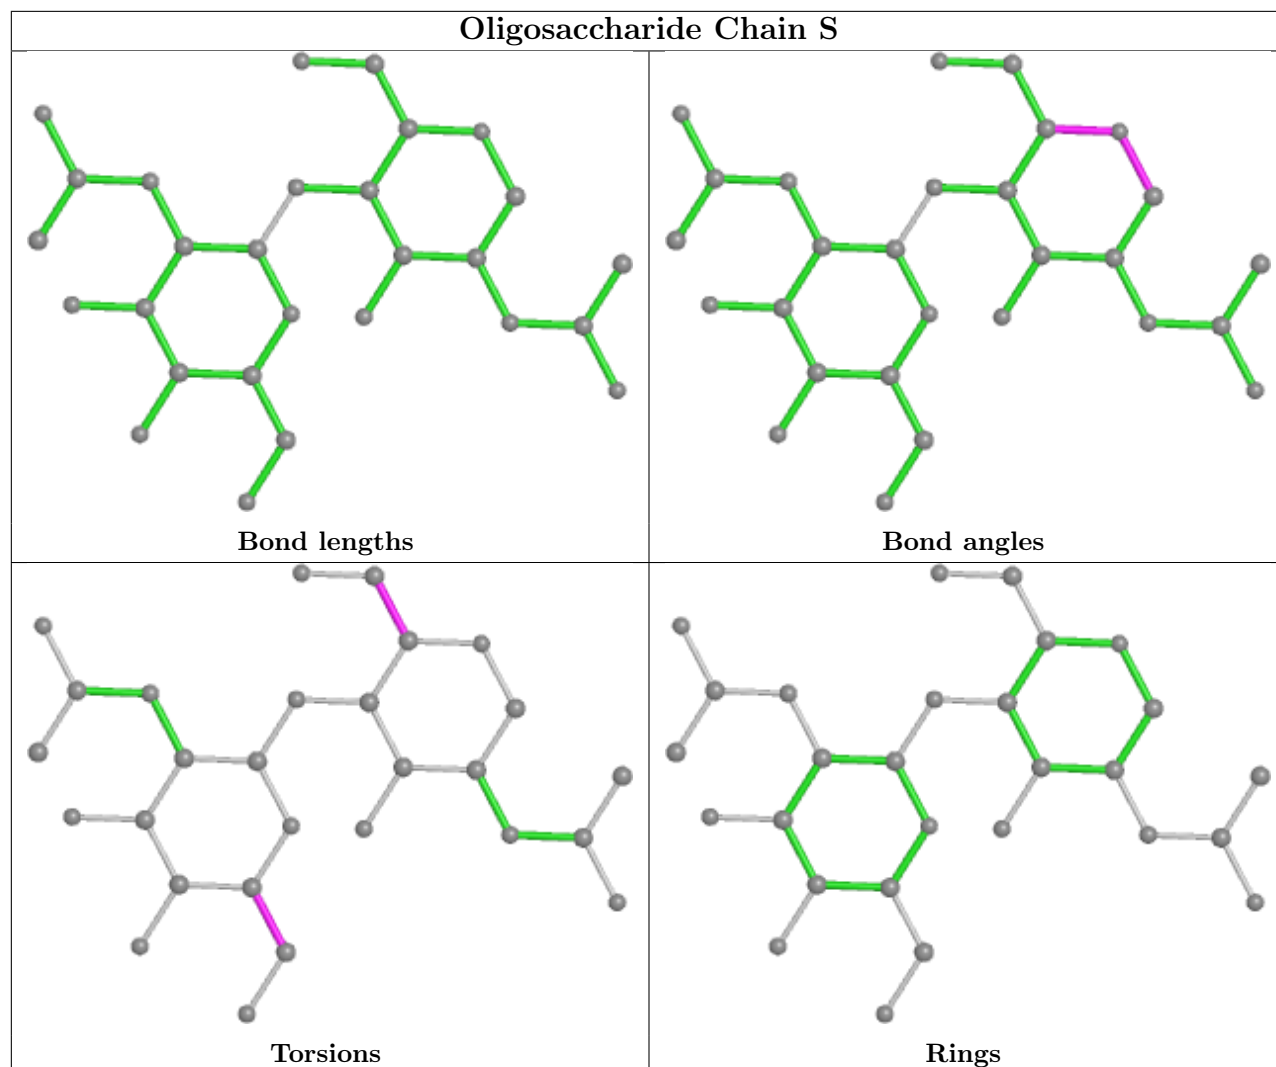 Oligosaccharide Chain S
Bond lengths
Bond angles
Torsions
Rings